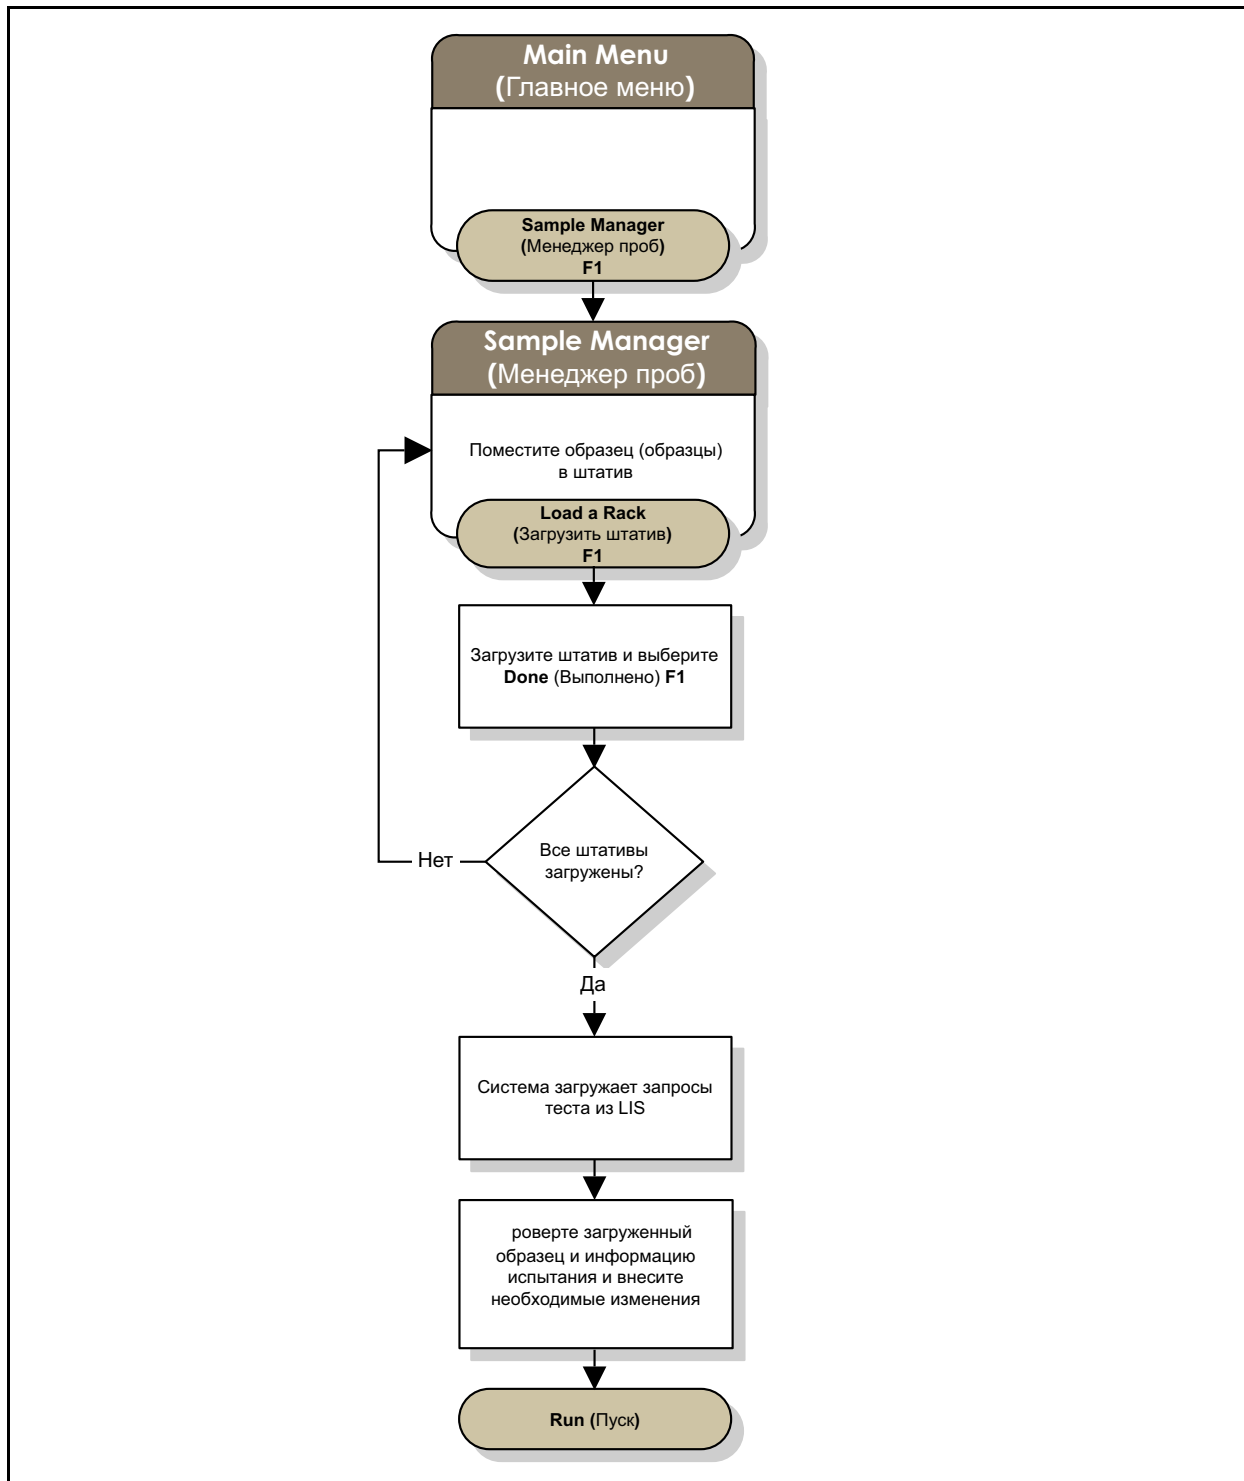 Main Menu
(Главное меню)
Sample Manager
(Менеджер проб)
F1
Sample Manager
(Менеджер проб)
Поместите образец (образцы)
в штатив
Load a Rack
(Загрузить штатив)
F1
Загрузите штатив и выберите
Done (Выполнено) F1
Все штативы
загружены?
Нет
Да
Система загружает запросы
теста из LIS
роверте загруженный
образец и информацию
испытания и внесите
необходимые изменения
Run (Пуск)